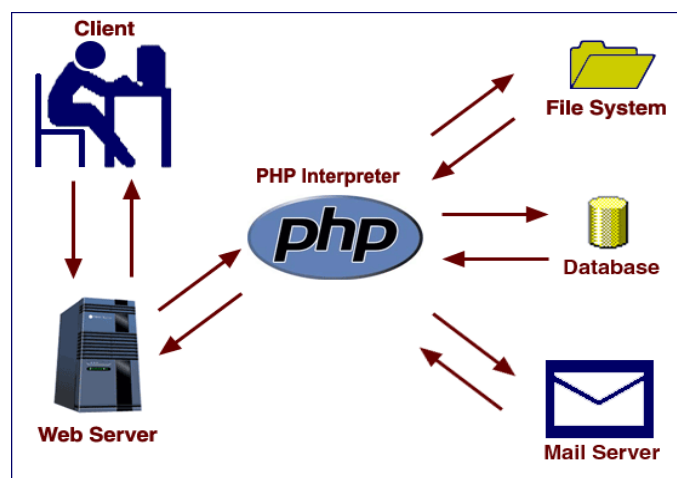 Client
File System
PHP Interpreter
php
Database
Web Server
Mail Server